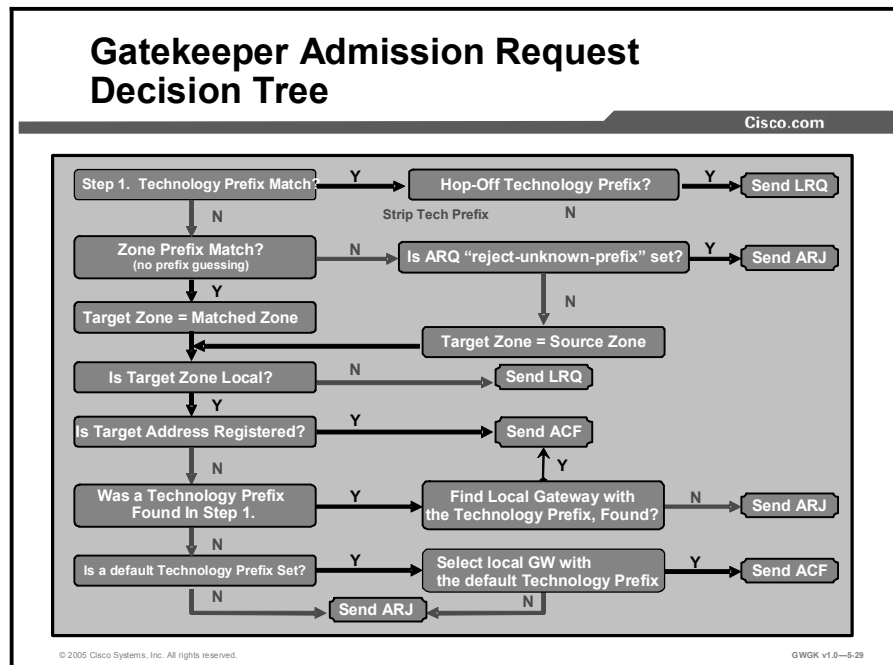 Gatekeeper Admission Request
Decision Tree
Cisco.com
Step 1. Technology Prefix Match?
Y
Hop-Off Technology Prefix?
Y
Send LRQ
N
Strip Tech Prefix
N
Zone Prefix Match?
(no prefix guessing)
N
Is ARQ “reject-unknown-prefix” set?
Y
Send ARJ
Y
N
Target Zone = Matched Zone
Target Zone = Source Zone
Is Target Zone Local?
N
Send LRQ
Y
Is Target Address Registered?
Y
Send ACF
N
Y
Was a Technology Prefix
Found In Step 1.
Y
Find Local Gateway with
the Technology Prefix, Found?
N
Send ARJ
N
Is a default Technology Prefix Set?
Y
Select local GW with
the default Technology Prefix
Y
Send ACF
N
Send ARJ
N
© 2005 Cisco Systems, Inc. All rights reserved.
GWGK v1.0—5-29